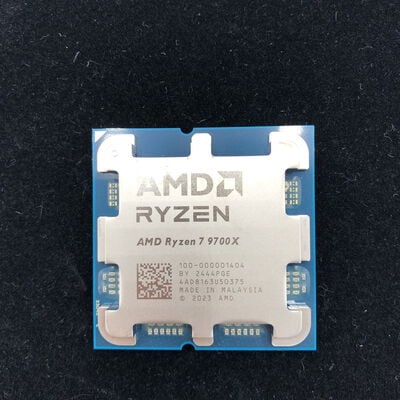 AMD
RYZEN
AMD Ryzen 7 9700X
100-000001404
BY 2444PGE
4AD8163U50375
MADE IN MALAYSIA
© 2023 AMD